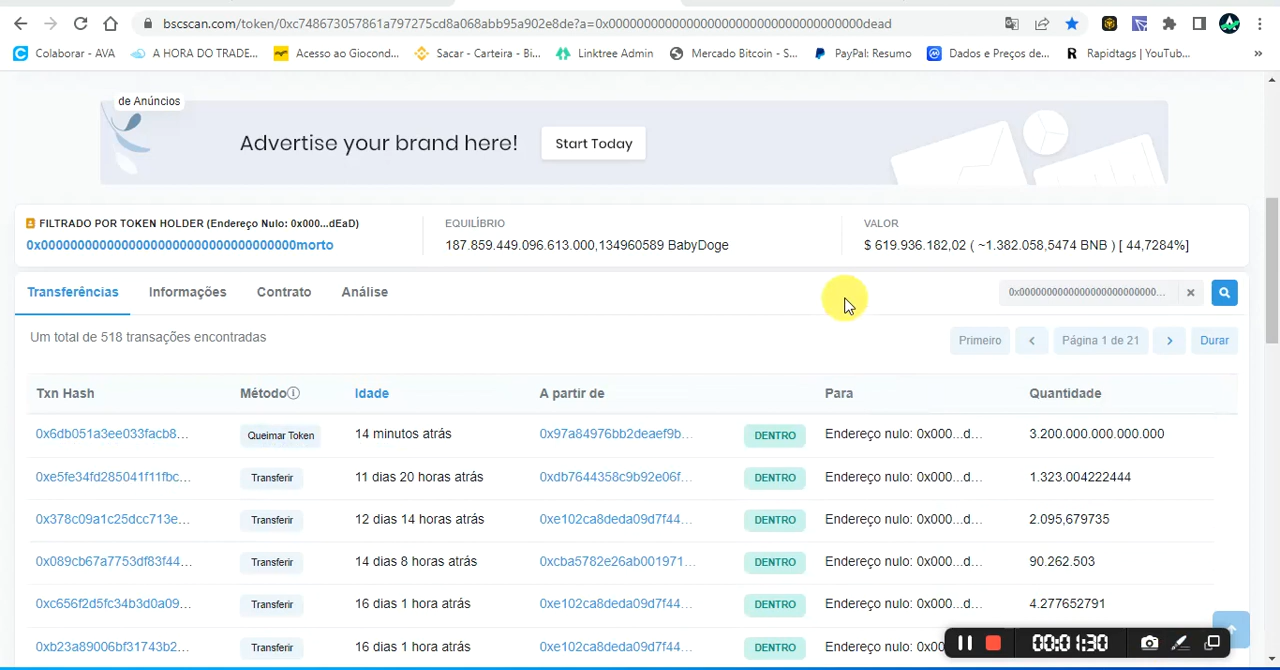 bscscan.com/token/0xc748673057861a797275cd8a068abb95a902e8de?a=0x000000000000000000000000000000000000dead
Colaborar - AVA A HORA DO TRADE... Acesso ao Giocond... Sacar - Carteira - Bi... Linktree Admin Mercado Bitcoin - S... PayPal: Resumo Dados e Preços de... Rapidtags | YouTub... »
de Anúncios
Advertise your brand here! Start Today
FILTRADO POR TOKEN HOLDER (Endereço Nulo: 0x000...dEaD) EQUILÍBRIO VALOR
0x000000000000000000000000000000000000morto 187.859.449.096.613.000,134960589 BabyDoge $ 619.936.182,02 ( ~1.382.058,5474 BNB ) [ 44,7284%]
Transferências Informações Contrato Análise 0x0000000000000000000000000... ×
Um total de 518 transações encontradas Primeiro Página 1 de 21 Durar
Txn Hash Método Idade A partir de Para Quantidade
0x6db051a3ee033facb8... Queimar Token 14 minutos atrás 0x97a84976bb2deaef9b... DENTRO Endereço nulo: 0x000...d... 3.200.000.000.000.000
0xe5fe34fd285041f11fbc... Transferir 11 dias 20 horas atrás 0xdb7644358c9b92e06f... DENTRO Endereço nulo: 0x000...d... 1.323.004222444
0x378c09a1c25dcc713e... Transferir 12 dias 14 horas atrás 0xe102ca8deda09d7f44... DENTRO Endereço nulo: 0x000...d... 2.095,679735
0x089cb67a7753df83f44... Transferir 14 dias 8 horas atrás 0xcba5782e26ab001971... DENTRO Endereço nulo: 0x000...d... 90.262.503
0xc656f2d5fc34b3d0a09... Transferir 16 dias 1 hora atrás 0xe102ca8deda09d7f44... DENTRO Endereço nulo: 0x000...d... 4.277652791
0xb23a89006bf31743b2... Transferir 16 dias 1 hora atrás 0xe102ca8deda09d7f44... DENTRO Endereço nulo: 0x00
00:01:30